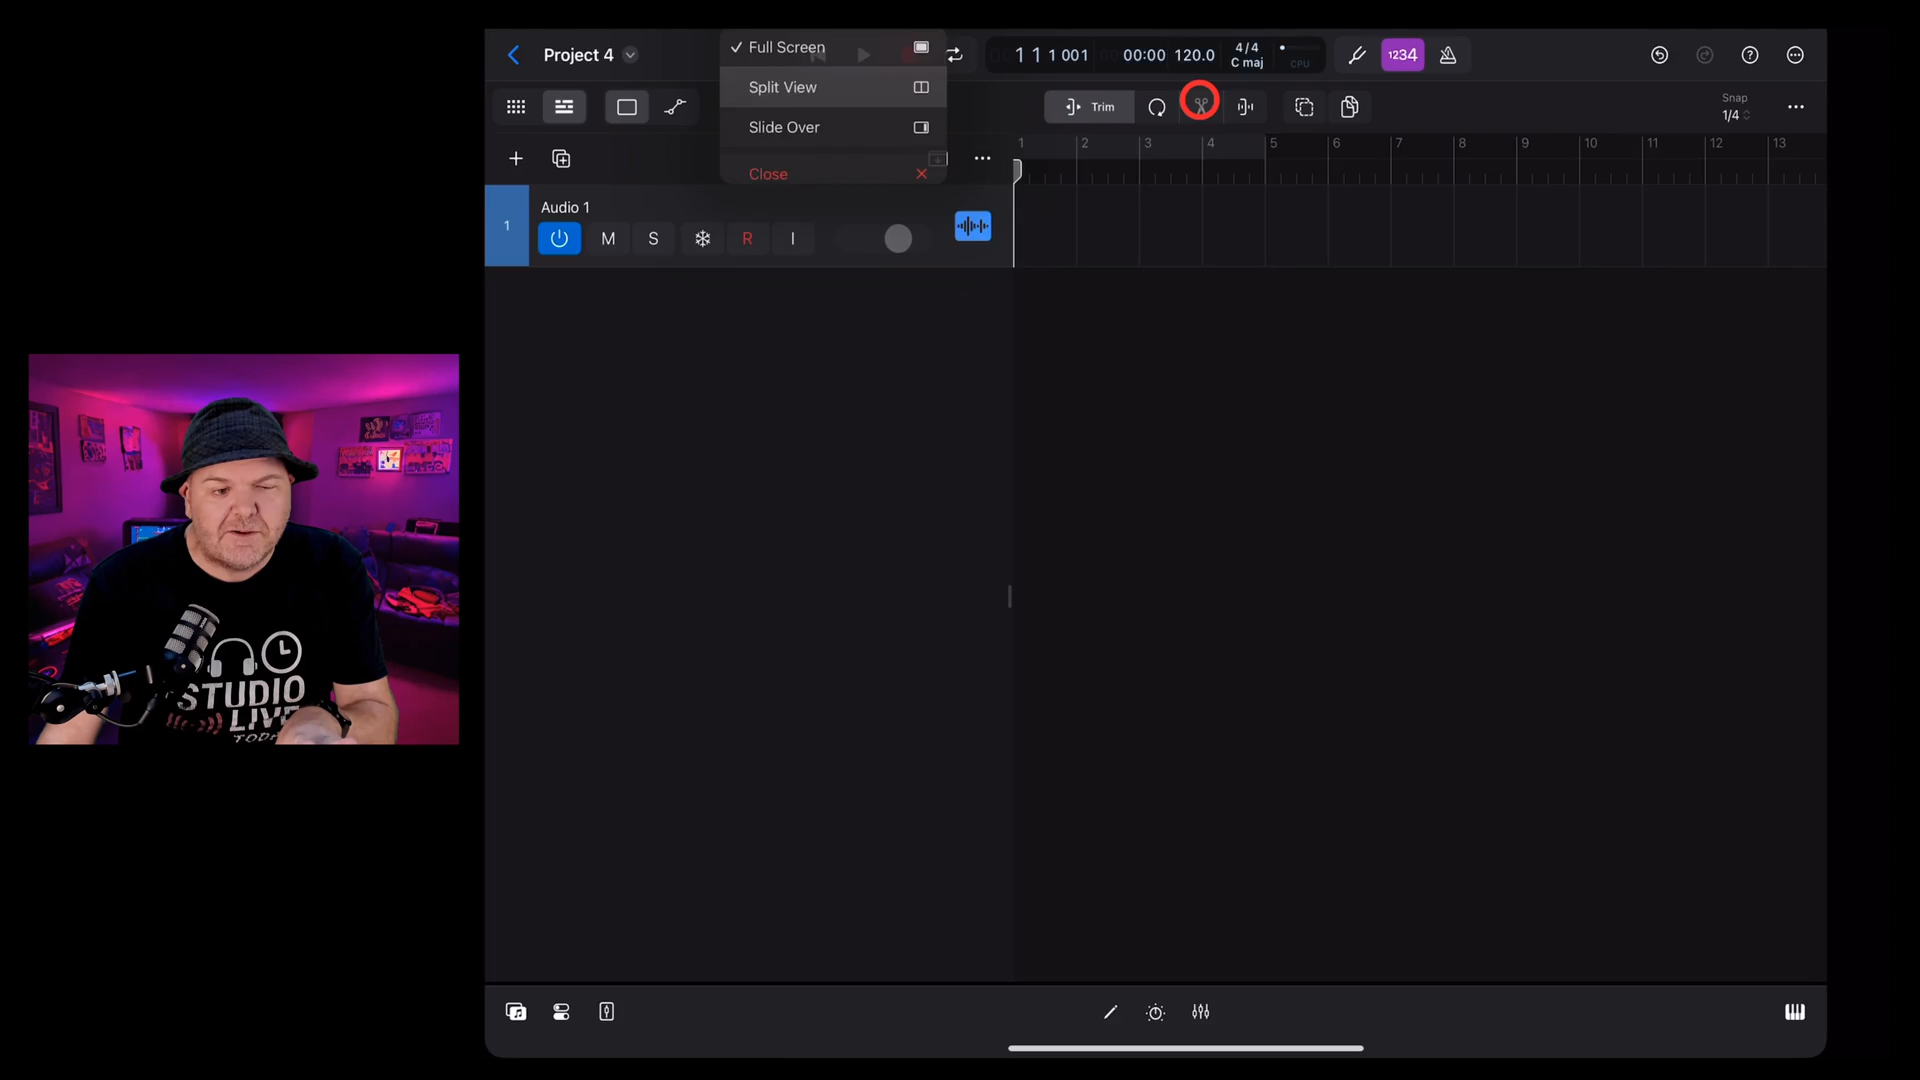 Project 4
Full Screen
Split View
Slide Over
Close
1 1 1 001
00:00
120.0
4/4
C maj
CPU
1234
Trim
Snap
1/4
1
2
3
4
5
6
7
8
9
10
11
12
13
1
Audio 1
M
S
R
I
STUDIO
LIVE
TODAY